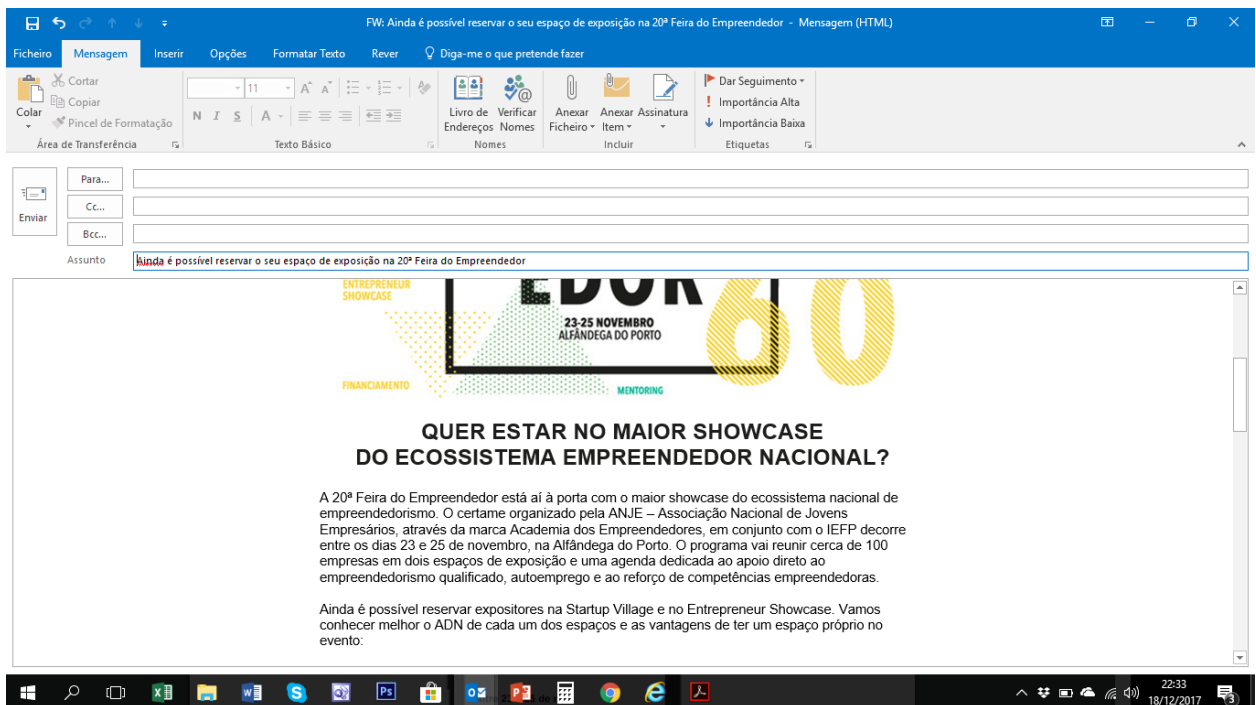 FW: Ainda é possível reservar o seu espaço de exposição na 20ª Feira do Empreendedor - Mensagem (HTML)
Ficheiro Mensagem Inserir Opções Formatar Texto Rever Diga-me o que pretende fazer
Colar
Cortar
Copiar
Pincel de Formatação
Área de Transferência
11
N I S A
Texto Básico
Livro de Endereços
Verificar Nomes
Nomes
Anexar Ficheiro
Anexar Item
Assinatura
Incluir
Dar Seguimento
Importância Alta
Importância Baixa
Etiquetas
Enviar
Para...
Cc...
Bcc...
Assunto Ainda é possível reservar o seu espaço de exposição na 20ª Feira do Empreendedor
ENTREPRENEUR
SHOWCASE
EDOR
60
23-25 NOVEMBRO
ALFÂNDEGA DO PORTO
FINANCIAMENTO
MENTORING
QUER ESTAR NO MAIOR SHOWCASE
DO ECOSSISTEMA EMPREENDEDOR NACIONAL?
A 20ª Feira do Empreendedor está aí à porta com o maior showcase do ecossistema nacional de
empreendedorismo. O certame organizado pela ANJE – Associação Nacional de Jovens
Empresários, através da marca Academia dos Empreendedores, em conjunto com o IEFP decorre
entre os dias 23 e 25 de novembro, na Alfândega do Porto. O programa vai reunir cerca de 100
empresas em dois espaços de exposição e uma agenda dedicada ao apoio direto ao
empreendedorismo qualificado, autoemprego e ao reforço de competências empreendedoras.
Ainda é possível reservar expositores na Startup Village e no Entrepreneur Showcase. Vamos
conhecer melhor o ADN de cada um dos espaços e as vantagens de ter um espaço próprio no
evento:
Ps
22:33
18/12/2017
3